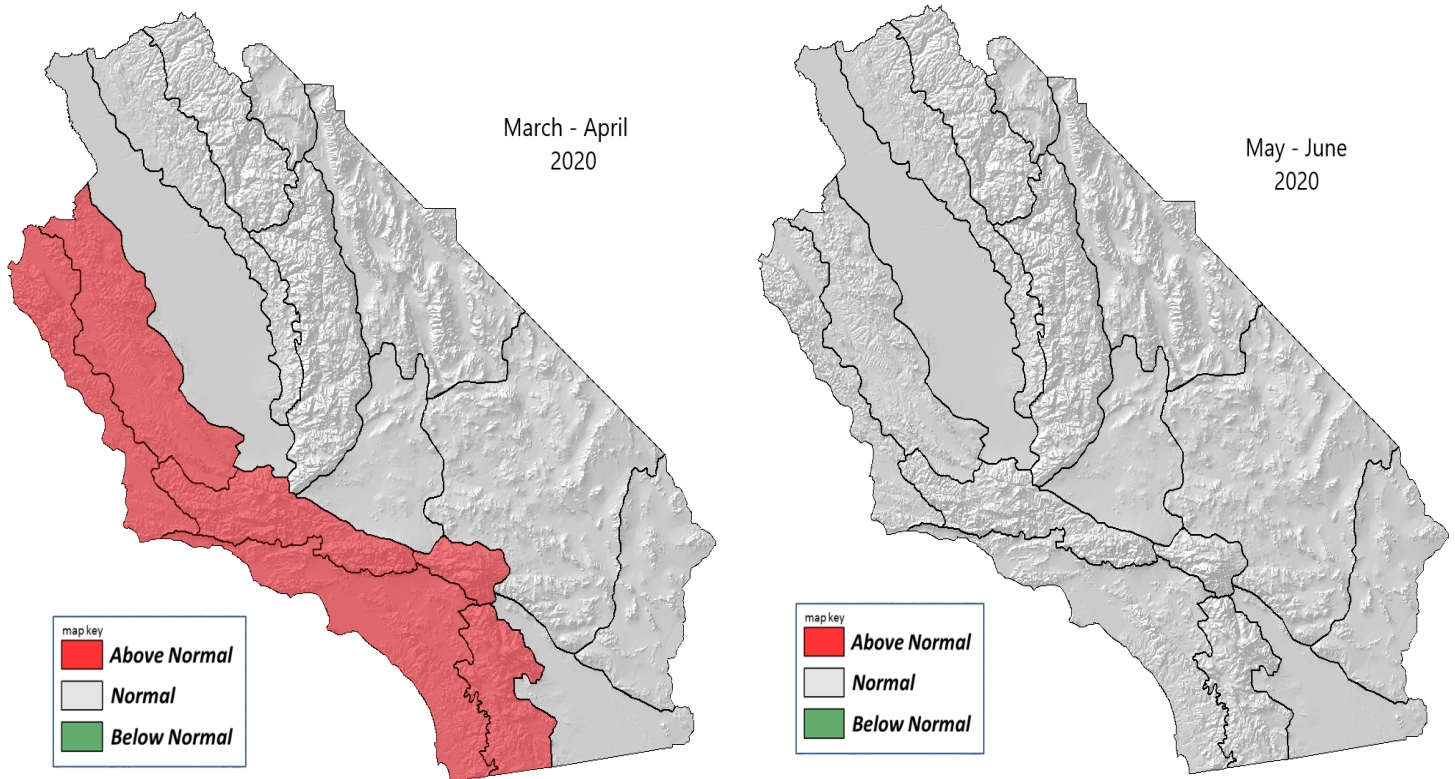 March - April
2020
map key
Above Normal
Normal
Below Normal
May - June
2020
map key
Above Normal
Normal
Below Normal